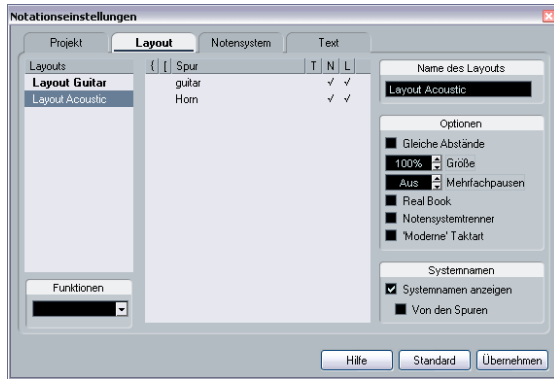 Notationseinstellungen
Projekt Layout Notensystem Text
Layouts
Layout Guitar
Layout Acoustic
Funktionen
{ [ Spur T N L
guitar √ √
Horn √ √
Name des Layouts
Layout Acoustic
Optionen
Gleiche Abstände
100% Größe
Aus Mehrfachpausen
Real Book
Notensystemtrenner
'Moderne' Taktart
Systemnamen
Systemnamen anzeigen
Von den Spuren
Hilfe Standard Übernehmen